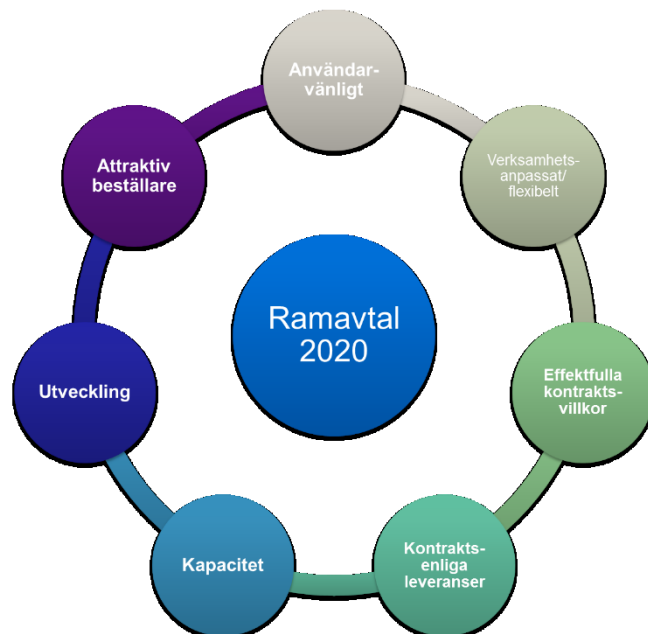 Användar-
vänligt
Verksamhets-
anpassat/
flexibelt
Effektfulla
kontrakts-
villkor
Kontrakts-
enliga
leveranser
Kapacitet
Utveckling
Attraktiv
beställare
Ramavtal
2020